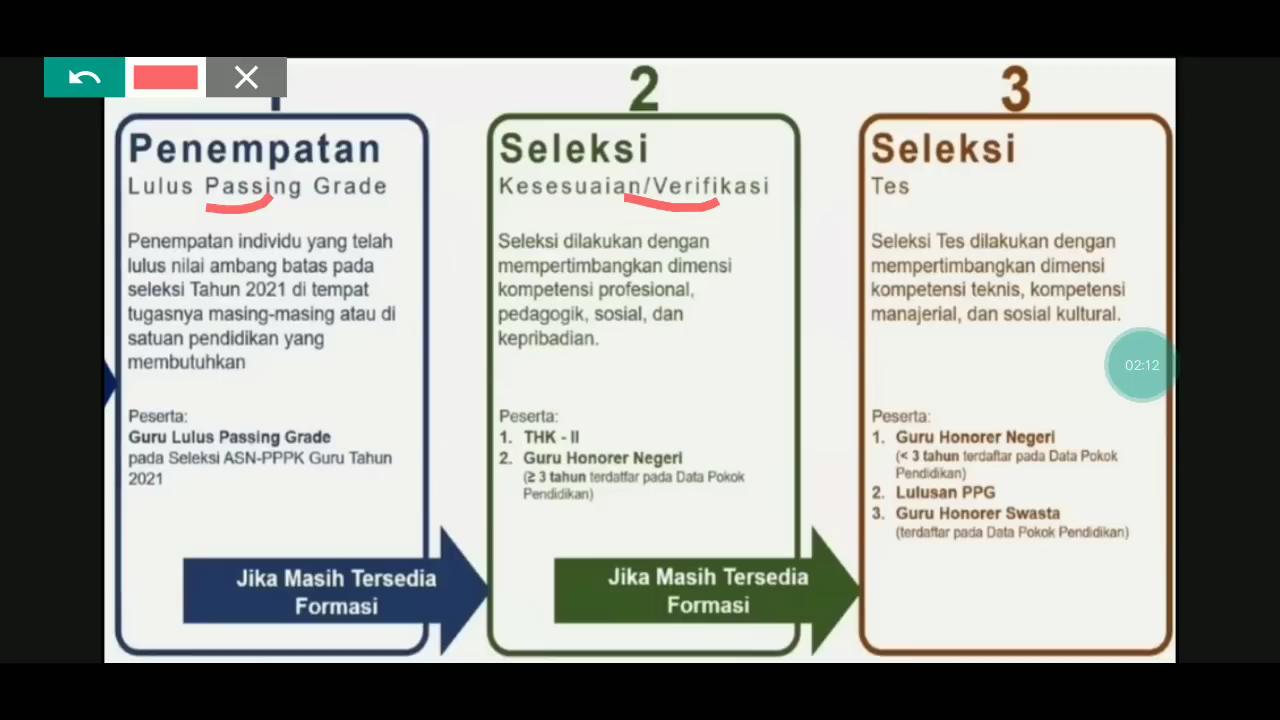 1
Penempatan
Lulus Passing Grade
Penempatan individu yang telah
lulus nilai ambang batas pada
seleksi Tahun 2021 di tempat
tugasnya masing-masing atau di
satuan pendidikan yang
membutuhkan
Peserta:
Guru Lulus Passing Grade
pada Seleksi ASN-PPPK Guru Tahun
2021
Jika Masih Tersedia
Formasi
2
Seleksi
Kesesuaian/Verifikasi
Seleksi dilakukan dengan
mempertimbangkan dimensi
kompetensi profesional,
pedagogik, sosial, dan
kepribadian.
Peserta:
1. THK - II
2. Guru Honorer Negeri
(≥ 3 tahun terdatfar pada Data Pokok
Pendidikan)
Jika Masih Tersedia
Formasi
3
Seleksi
Tes
Seleksi Tes dilakukan dengan
mempertimbangkan dimensi
kompetensi teknis, kompetensi
manajerial, dan sosial kultural.
02:12
Peserta:
1. Guru Honorer Negeri
(< 3 tahun terdaftar pada Data Pokok
Pendidikan)
2. Lulusan PPG
3. Guru Honorer Swasta
(terdaftar pada Data Pokok Pendidikan)